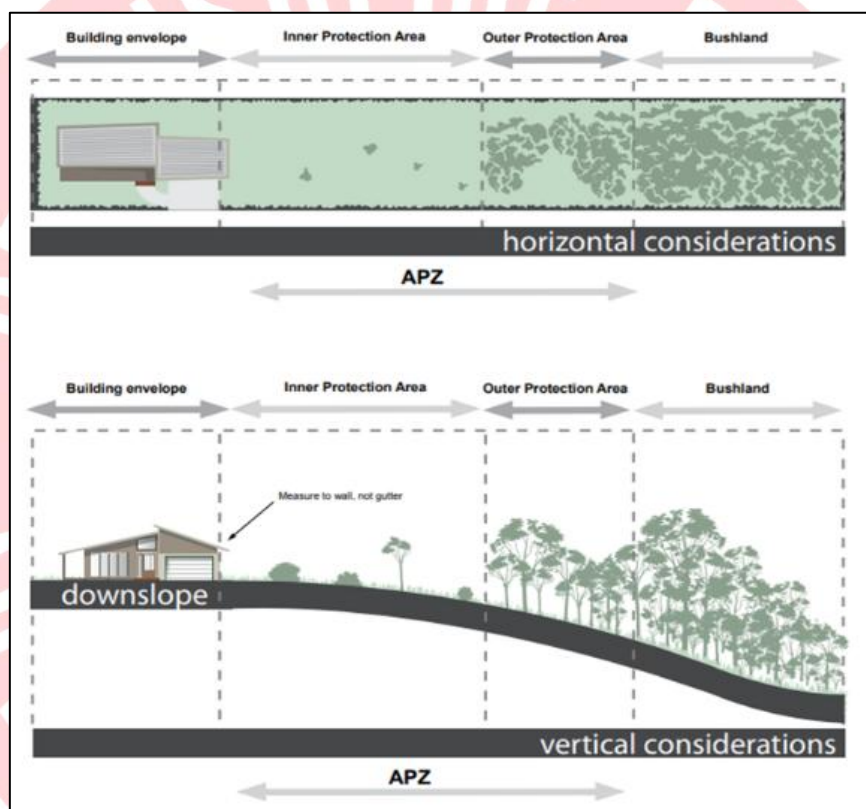 Building envelope Inner Protection Area Outer Protection Area Bushland
horizontal considerations
APZ
Building envelope Inner Protection Area Outer Protection Area Bushland
Measure to wall, not gutter
downslope
vertical considerations
APZ